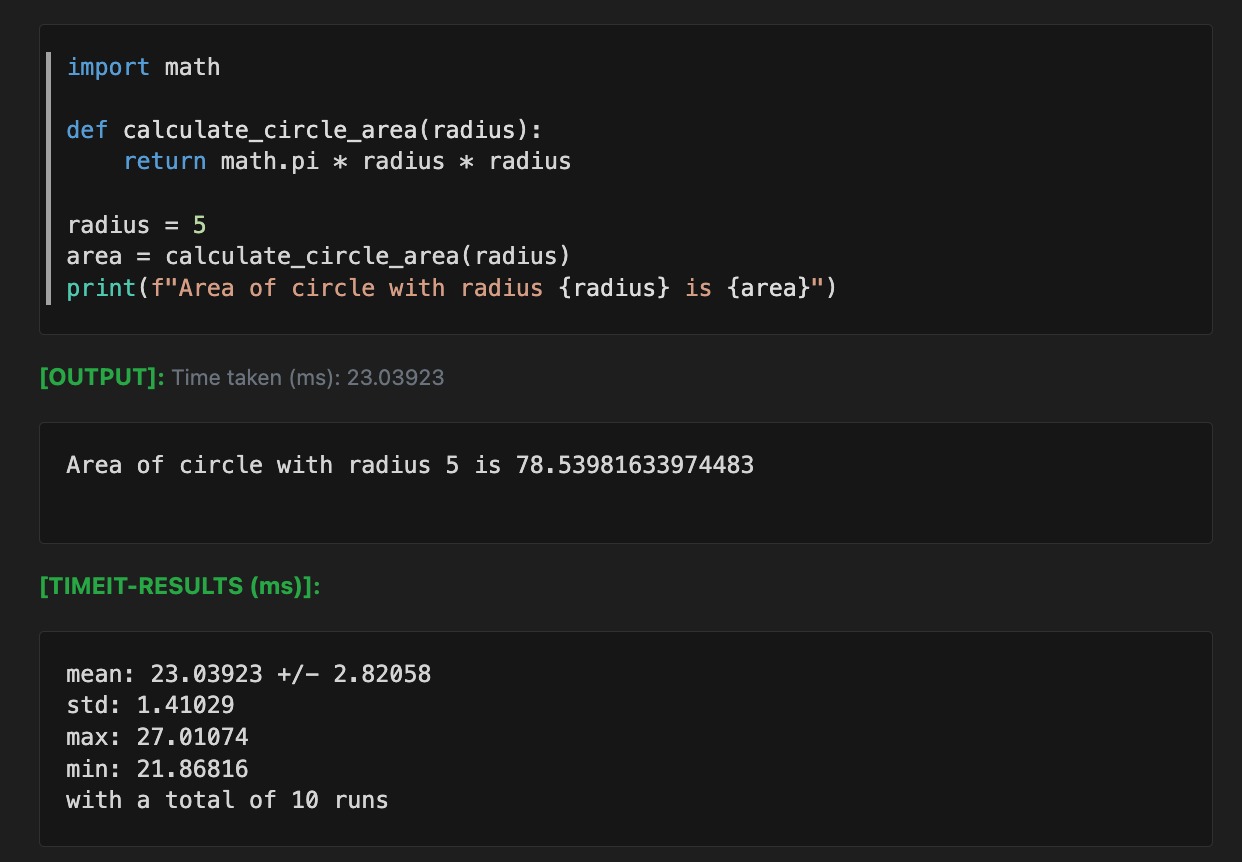 import math
def calculate_circle_area(radius):
    return math.pi * radius * radius
radius = 5
area = calculate_circle_area(radius)
print(f"Area of circle with radius {radius} is {area}")
[OUTPUT]: Time taken (ms): 23.03923
Area of circle with radius 5 is 78.53981633974483
[TIMEIT-RESULTS (ms)]:
mean: 23.03923 +/- 2.82058
std: 1.41029
max: 27.01074
min: 21.86816
with a total of 10 runs